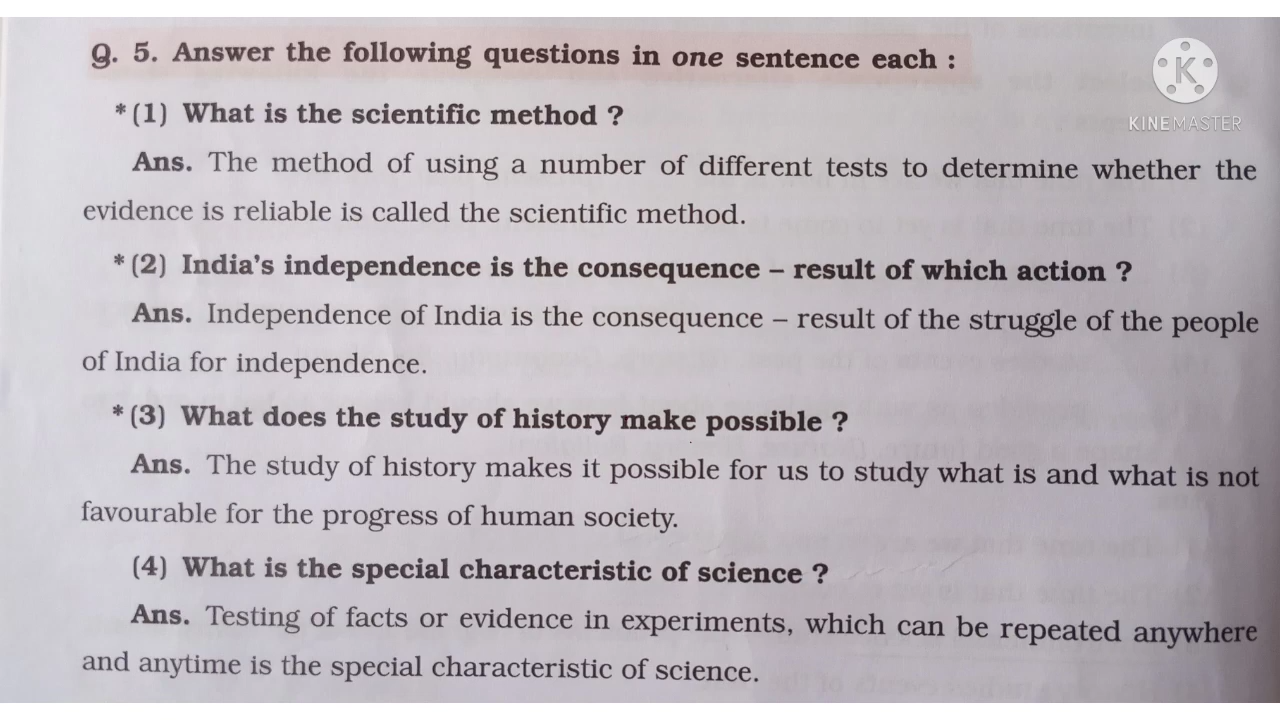 Q. 5. Answer the following questions in one sentence each :
KINEMASTER
*(1) What is the scientific method ?
Ans. The method of using a number of different tests to determine whether the
evidence is reliable is called the scientific method.
*(2) India's independence is the consequence – result of which action ?
Ans. Independence of India is the consequence – result of the struggle of the people
of India for independence.
*(3) What does the study of history make possible ?
Ans. The study of history makes it possible for us to study what is and what is not
favourable for the progress of human society.
(4) What is the special characteristic of science ?
Ans. Testing of facts or evidence in experiments, which can be repeated anywhere
and anytime is the special characteristic of science.